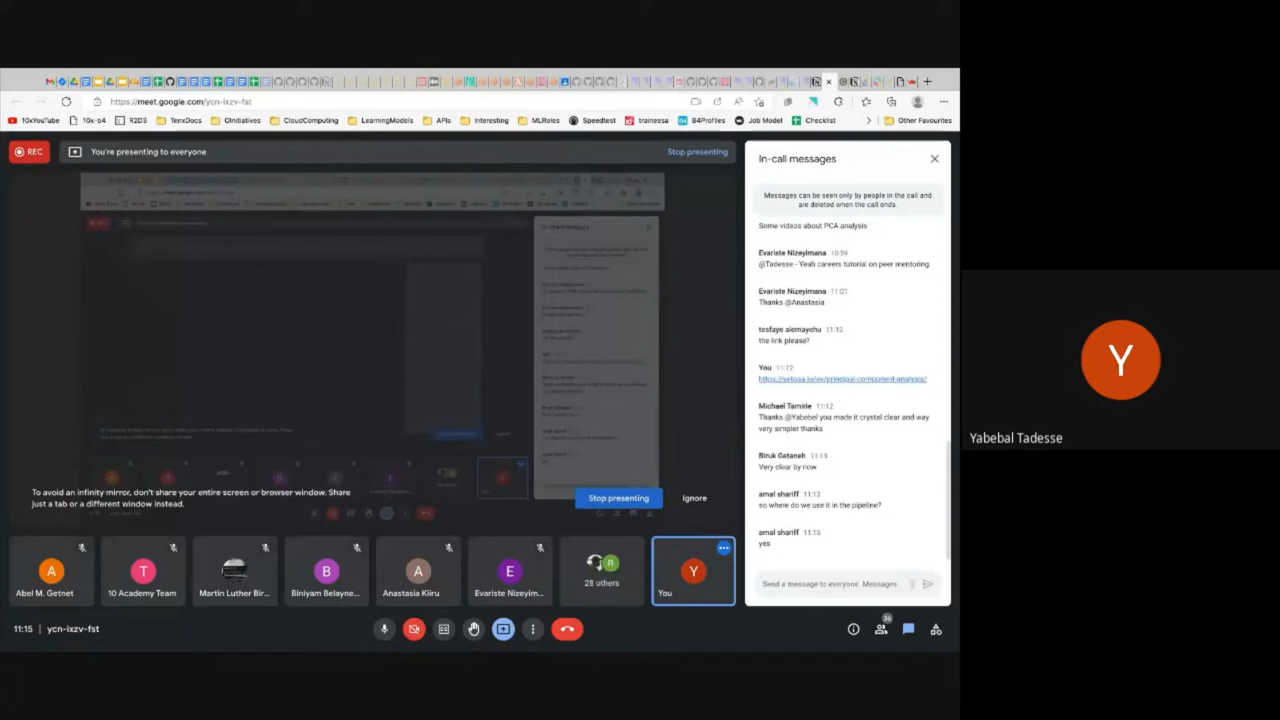 https://meet.google.com/ycn-ixzv-fst
10xYouTube
10x-64
R2D3
TenxDocs
OInitiatives
CloudComputing
LearningModels
APIs
Interesting
MLRoles
Speedtest
traineesa
B4Profiles
Job Model
Checklist
Other Favourites
REC
You're presenting to everyone
Stop presenting
To avoid an infinity mirror, don't share your entire screen or browser window. Share
just a tab or a different window instead.
Stop presenting
Ignore
In-call messages
Messages can be seen only by people in the call and
are deleted when the call ends.
Some videos about PCA analysis
Evariste Nizeyimana 10:59
@Tadesse - Yeah careers tutorial on peer mentoring
Evariste Nizeyimana 11:01
Thanks @Anastasia
tesfaye alemayehu 11:12
the link please?
You 11:12
https://setosa.io/ev/principal-component-analysis/
Michael Tamirie 11:12
Thanks @Yabebel you made it crystal clear and way
very simpler thanks
Biruk Getaneh 11:13
Very clear by now
amal shariff 11:13
so where do we use it in the pipeline?
amal shariff 11:15
yes
Send a message to everyone. Messages
A
Abel M. Getnet
T
10 Academy Team
Martin Luther Bir...
B
Biniyam Belayne...
A
Anastasia Kiiru
E
Evariste Nizeyim...
R
28 others
Y
You
11:15 | ycn-ixzv-fst
36
Y
Yabebal Tadesse